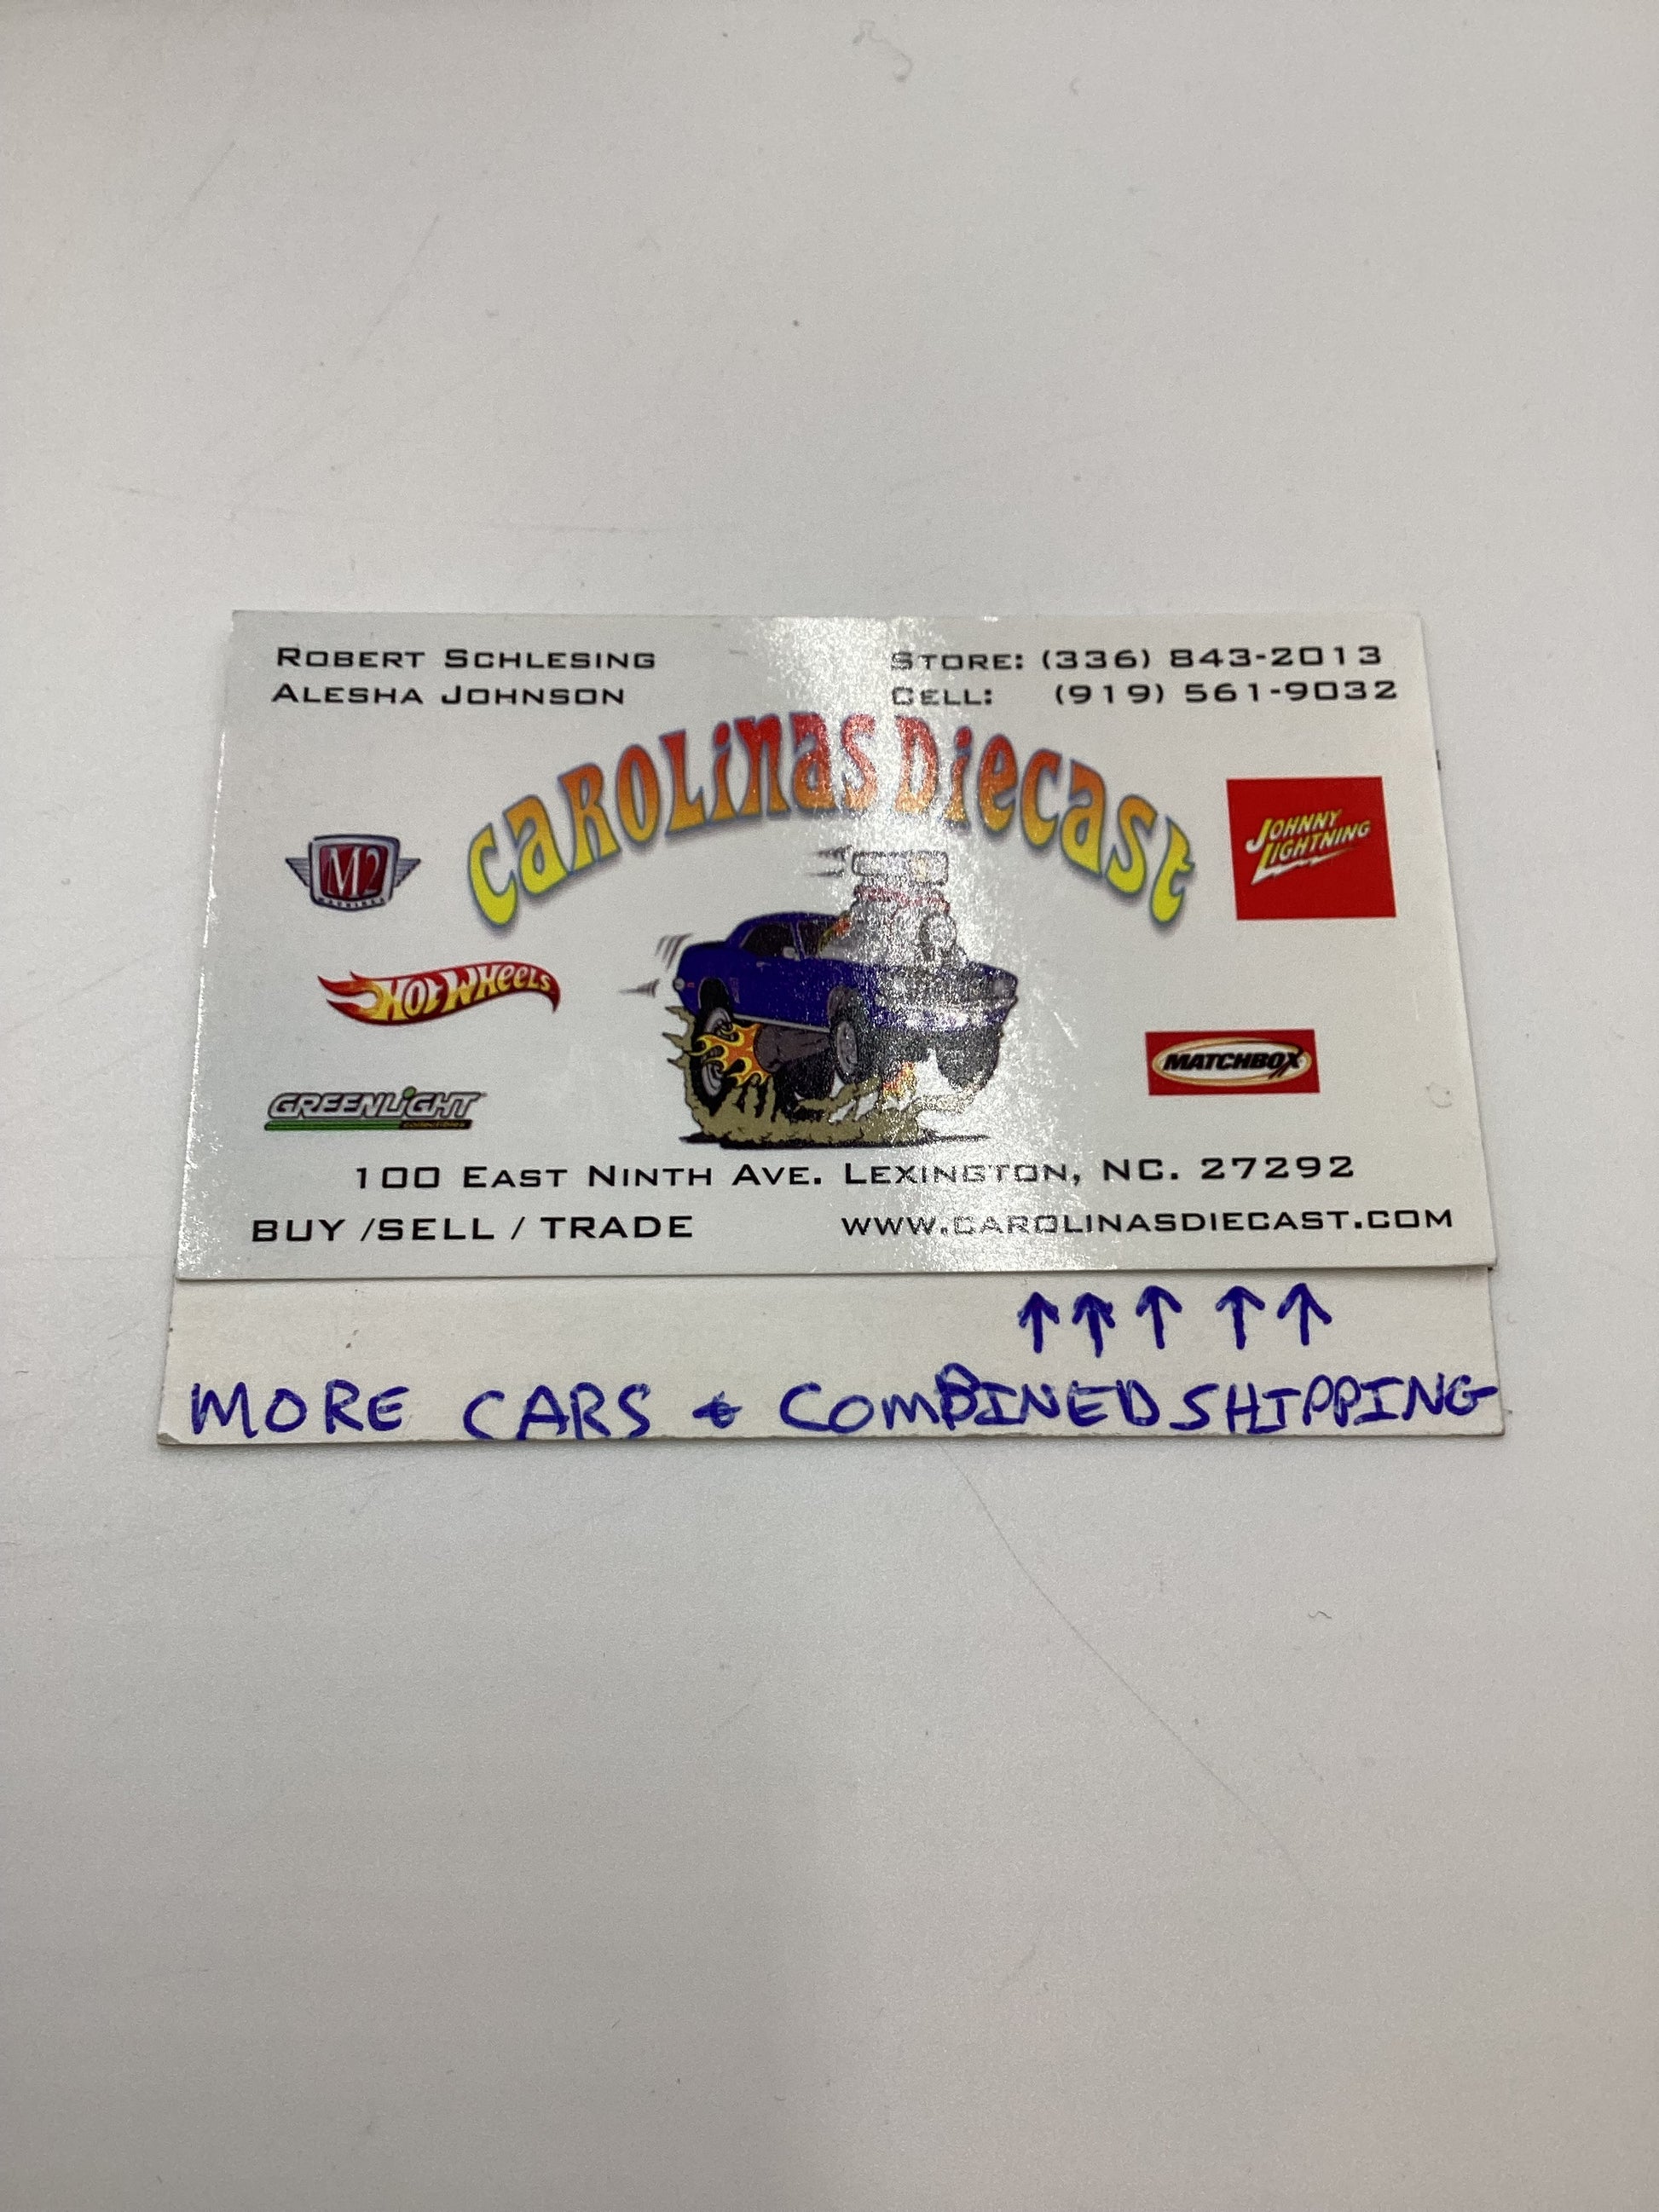 ROBERT SCHLESING
ALESHA JOHNSON
STORE: (336) 843-2013
CELL: (919) 561-9032
CAROLINAS DIECAST
M2
MACHINES
JOHNNY
LIGHTNING
HOT WHEELS
MATCHBOX
GREENLIGHT
collectibles
100 EAST NINTH AVE. LEXINGTON, NC. 27292
BUY /SELL / TRADE
WWW.CAROLINASDIECAST.COM
↑↑↑ ↑↑
MORE CARS & COMBINED SHIPPING